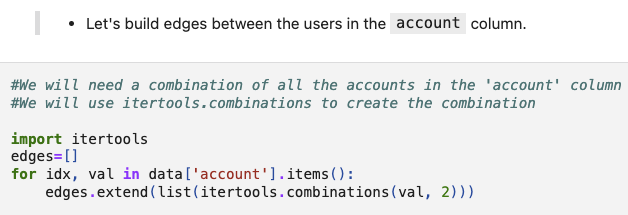 • Let's build edges between the users in the account column.
#We will need a combination of all the accounts in the 'account' column
#We will use itertools.combinations to create the combination
import itertools
edges=[]
for idx, val in data['account'].items():
    edges.extend(list(itertools.combinations(val, 2)))